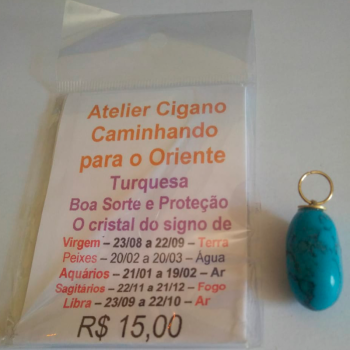 Atelier Cigano
Caminhando
para o Oriente
Turquesa
Boa Sorte e Proteção
O cristal do signo de
Virgem – 23/08 a 22/09 – Terra
Peixes – 20/02 a 20/03 – Água
Aquários – 21/01 a 19/02 – Ar
Sagitários – 22/11 a 21/12 – Fogo
Libra – 23/09 a 22/10 – Ar
R$ 15,00